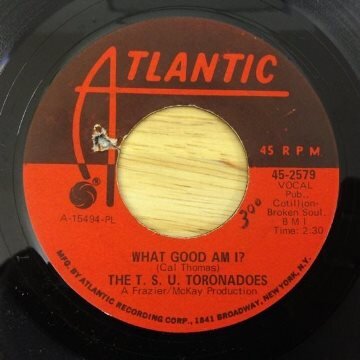 ATLANTIC
45 RPM
45-2579
VOCAL
Pub.,
Cotillion-
Broken Soul,
BMI
Time: 2:30
A-15494-PL
300
WHAT GOOD AM I?
(Cal Thomas)
THE T. S. U. TORONADOES
A Frazier/McKay Production
MFG. BY ATLANTIC RECORDING CORP., 1841 BROADWAY, NEW YORK, N.Y.